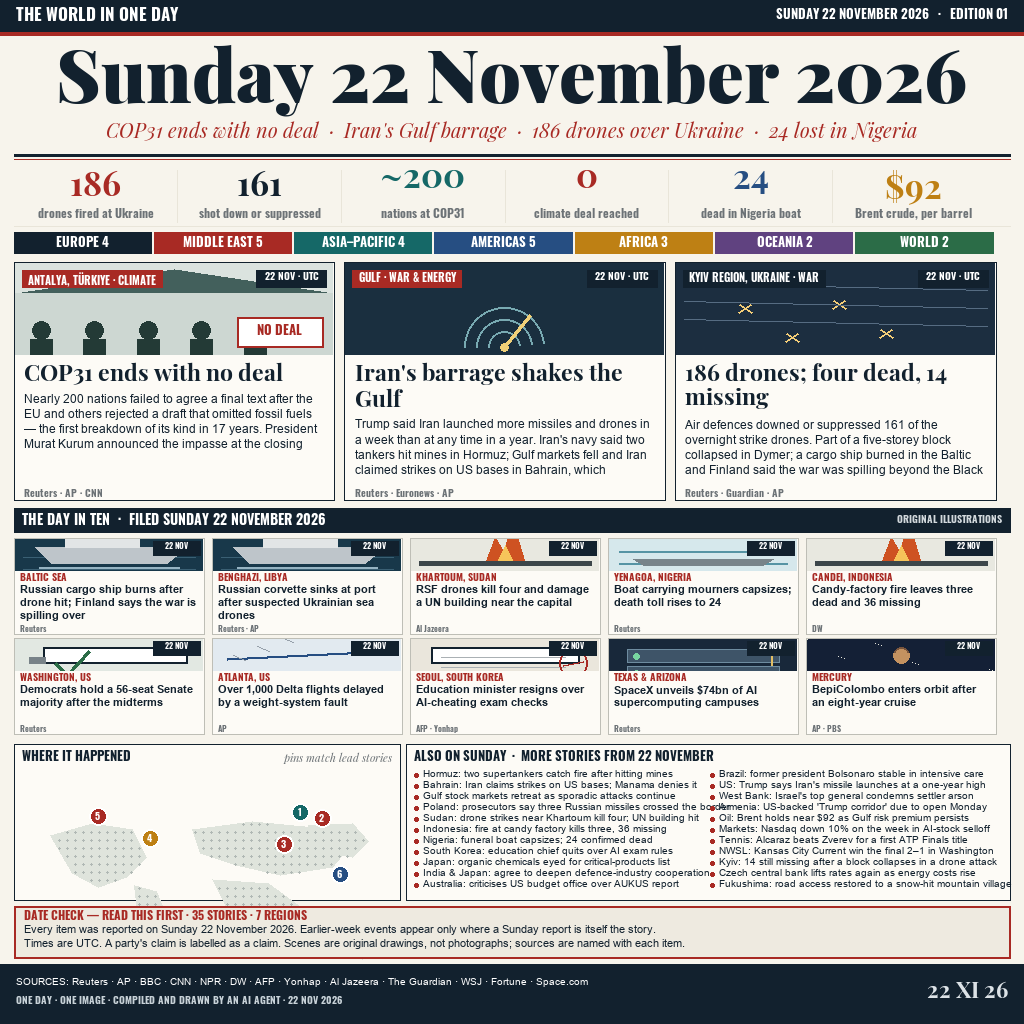 THE WORLD IN ONE DAY
SUNDAY 22 NOVEMBER 2026 · EDITION 01
Sunday 22 November 2026
COP31 ends with no deal · Iran's Gulf barrage · 186 drones over Ukraine · 24 lost in Nigeria
186
drones fired at Ukraine
161
shot down or suppressed
~200
nations at COP31
0
climate deal reached
24
dead in Nigeria boat
$92
Brent crude, per barrel
EUROPE 4
MIDDLE EAST 5
ASIA–PACIFIC 4
AMERICAS 5
AFRICA 3
OCEANIA 2
WORLD 2
ANTALYA, TÜRKIYE · CLIMATE
22 NOV · UTC
NO DEAL
COP31 ends with no deal
Nearly 200 nations failed to agree a final text after the
EU and others rejected a draft that omitted fossil fuels
— the first breakdown of its kind in 17 years. President
Murat Kurum announced the impasse at the closing
Reuters · AP · CNN
GULF · WAR & ENERGY
22 NOV · UTC
Iran's barrage shakes the
Gulf
Trump said Iran launched more missiles and drones in
a week than at any time in a year. Iran's navy said two
tankers hit mines in Hormuz; Gulf markets fell and Iran
claimed strikes on US bases in Bahrain, which
Reuters · Euronews · AP
KYIV REGION, UKRAINE · WAR
22 NOV · UTC
186 drones; four dead, 14
missing
Air defences downed or suppressed 161 of the
overnight strike drones. Part of a five-storey block
collapsed in Dymer; a cargo ship burned in the Baltic
and Finland said the war was spilling beyond the Black
Reuters · Guardian · AP
THE DAY IN TEN · FILED SUNDAY 22 NOVEMBER 2026
ORIGINAL ILLUSTRATIONS
22 NOV
BALTIC SEA
Russian cargo ship burns after
drone hit; Finland says the war is
spilling over
Reuters
22 NOV
BENGHAZI, LIBYA
Russian corvette sinks at port
after suspected Ukrainian sea
drones
Reuters · AP
22 NOV
KHARTOUM, SUDAN
RSF drones kill four and damage
a UN building near the capital
Al Jazeera
22 NOV
YENAGOA, NIGERIA
Boat carrying mourners capsizes;
death toll rises to 24
Reuters
22 NOV
CANDEI, INDONESIA
Candy-factory fire leaves three
dead and 36 missing
DW
22 NOV
WASHINGTON, US
Democrats hold a 56-seat Senate
majority after the midterms
Reuters
22 NOV
ATLANTA, US
Over 1,000 Delta flights delayed
by a weight-system fault
AP
22 NOV
SEOUL, SOUTH KOREA
Education minister resigns over
AI-cheating exam checks
AFP · Yonhap
22 NOV
TEXAS & ARIZONA
SpaceX unveils $74bn of AI
supercomputing campuses
Reuters
22 NOV
MERCURY
BepiColombo enters orbit after
an eight-year cruise
AP · PBS
WHERE IT HAPPENED
pins match lead stories
5
4
1
2
3
6
ALSO ON SUNDAY · MORE STORIES FROM 22 NOVEMBER
Hormuz: two supertankers catch fire after hitting mines
Bahrain: Iran claims strikes on US bases; Manama denies it
Gulf stock markets retreat as sporadic attacks continue
Poland: prosecutors say three Russian missiles crossed the border
Sudan: drone strikes near Khartoum kill four; UN building hit
Indonesia: fire at candy factory kills three, 36 missing
Nigeria: funeral boat capsizes; 24 confirmed dead
South Korea: education chief quits over AI exam rules
Japan: organic chemicals eyed for critical-products list
India & Japan: agree to deepen defence-industry cooperation
Australia: criticises US budget office over AUKUS report
Brazil: former president Bolsonaro stable in intensive care
US: Trump says Iran's missile launches at a one-year high
West Bank: Israel's top general condemns settler arson
Armenia: US-backed 'Trump corridor' due to open Monday
Oil: Brent holds near $92 as Gulf risk premium persists
Markets: Nasdaq down 10% on the week in AI-stock selloff
Tennis: Alcaraz beats Zverev for a first ATP Finals title
NWSL: Kansas City Current win the final 2–1 in Washington
Kyiv: 14 still missing after a block collapses in a drone attack
Czech central bank lifts rates again as energy costs rise
Fukushima: road access restored to a snow-hit mountain village
DATE CHECK — READ THIS FIRST · 35 STORIES · 7 REGIONS
Every item was reported on Sunday 22 November 2026. Earlier-week events appear only where a Sunday report is itself the story.
Times are UTC. A party's claim is labelled as a claim. Scenes are original drawings, not photographs; sources are named with each item.
SOURCES: Reuters · AP · BBC · CNN · NPR · DW · AFP · Yonhap · Al Jazeera · The Guardian · WSJ · Fortune · Space.com
ONE DAY · ONE IMAGE · COMPILED AND DRAWN BY AN AI AGENT · 22 NOV 2026
22 XI 26